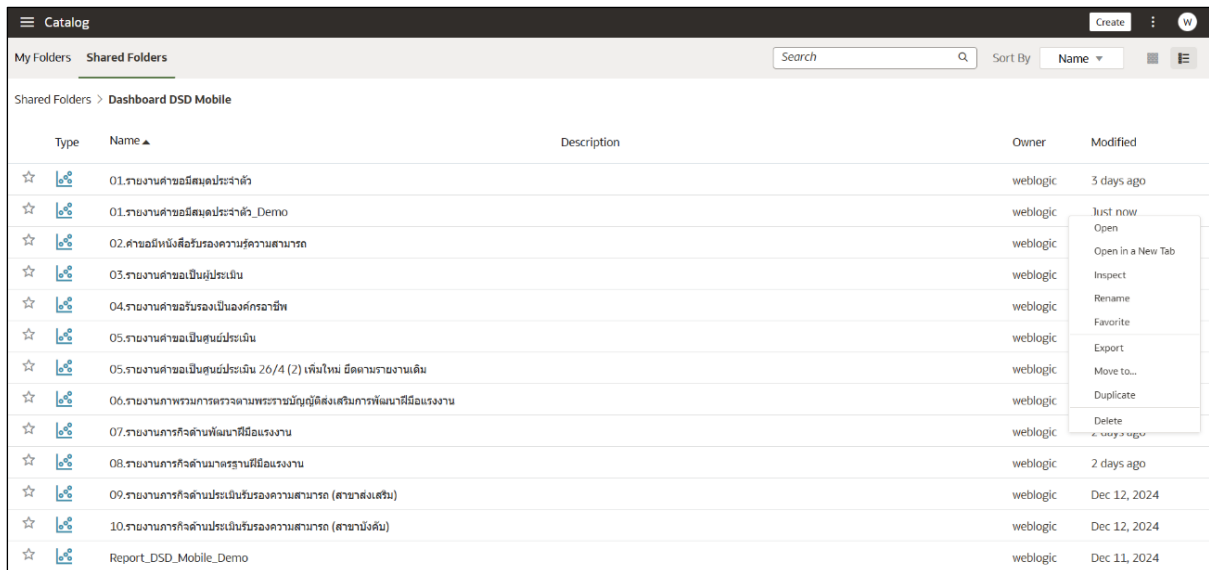 Catalog
Create
W
My Folders Shared Folders
Search
Sort By
Name
Shared Folders > Dashboard DSD Mobile
Type Name Description Owner Modified
01.รายงานคำขอมีสมุดประจำตัว weblogic 3 days ago
01.รายงานคำขอมีสมุดประจำตัว_Demo weblogic Just now
02.คำขอมีหนังสือรับรองความรู้ความสามารถ weblogic
03.รายงานคำขอเป็นผู้ประเมิน weblogic
04.รายงานคำขอรับรองเป็นองค์กรอาชีพ weblogic
05.รายงานคำขอเป็นศูนย์ประเมิน weblogic
05.รายงานคำขอเป็นศูนย์ประเมิน 26/4 (2) เพิ่มใหม่ ยึดตามรายงานเดิม weblogic
06.รายงานภาพรวมการตรวจตามพระราชบัญญัติส่งเสริมการพัฒนาฝีมือแรงงาน weblogic
07.รายงานภารกิจด้านพัฒนาฝีมือแรงงาน weblogic 2 days ago
08.รายงานภารกิจด้านมาตรฐานฝีมือแรงงาน weblogic 2 days ago
09.รายงานภารกิจด้านประเมินรับรองความสามารถ (สาขาส่งเสริม) weblogic Dec 12, 2024
10.รายงานภารกิจด้านประเมินรับรองความสามารถ (สาขาบังคับ) weblogic Dec 12, 2024
Report_DSD_Mobile_Demo weblogic Dec 11, 2024
Open
Open in a New Tab
Inspect
Rename
Favorite
Export
Move to...
Duplicate
Delete